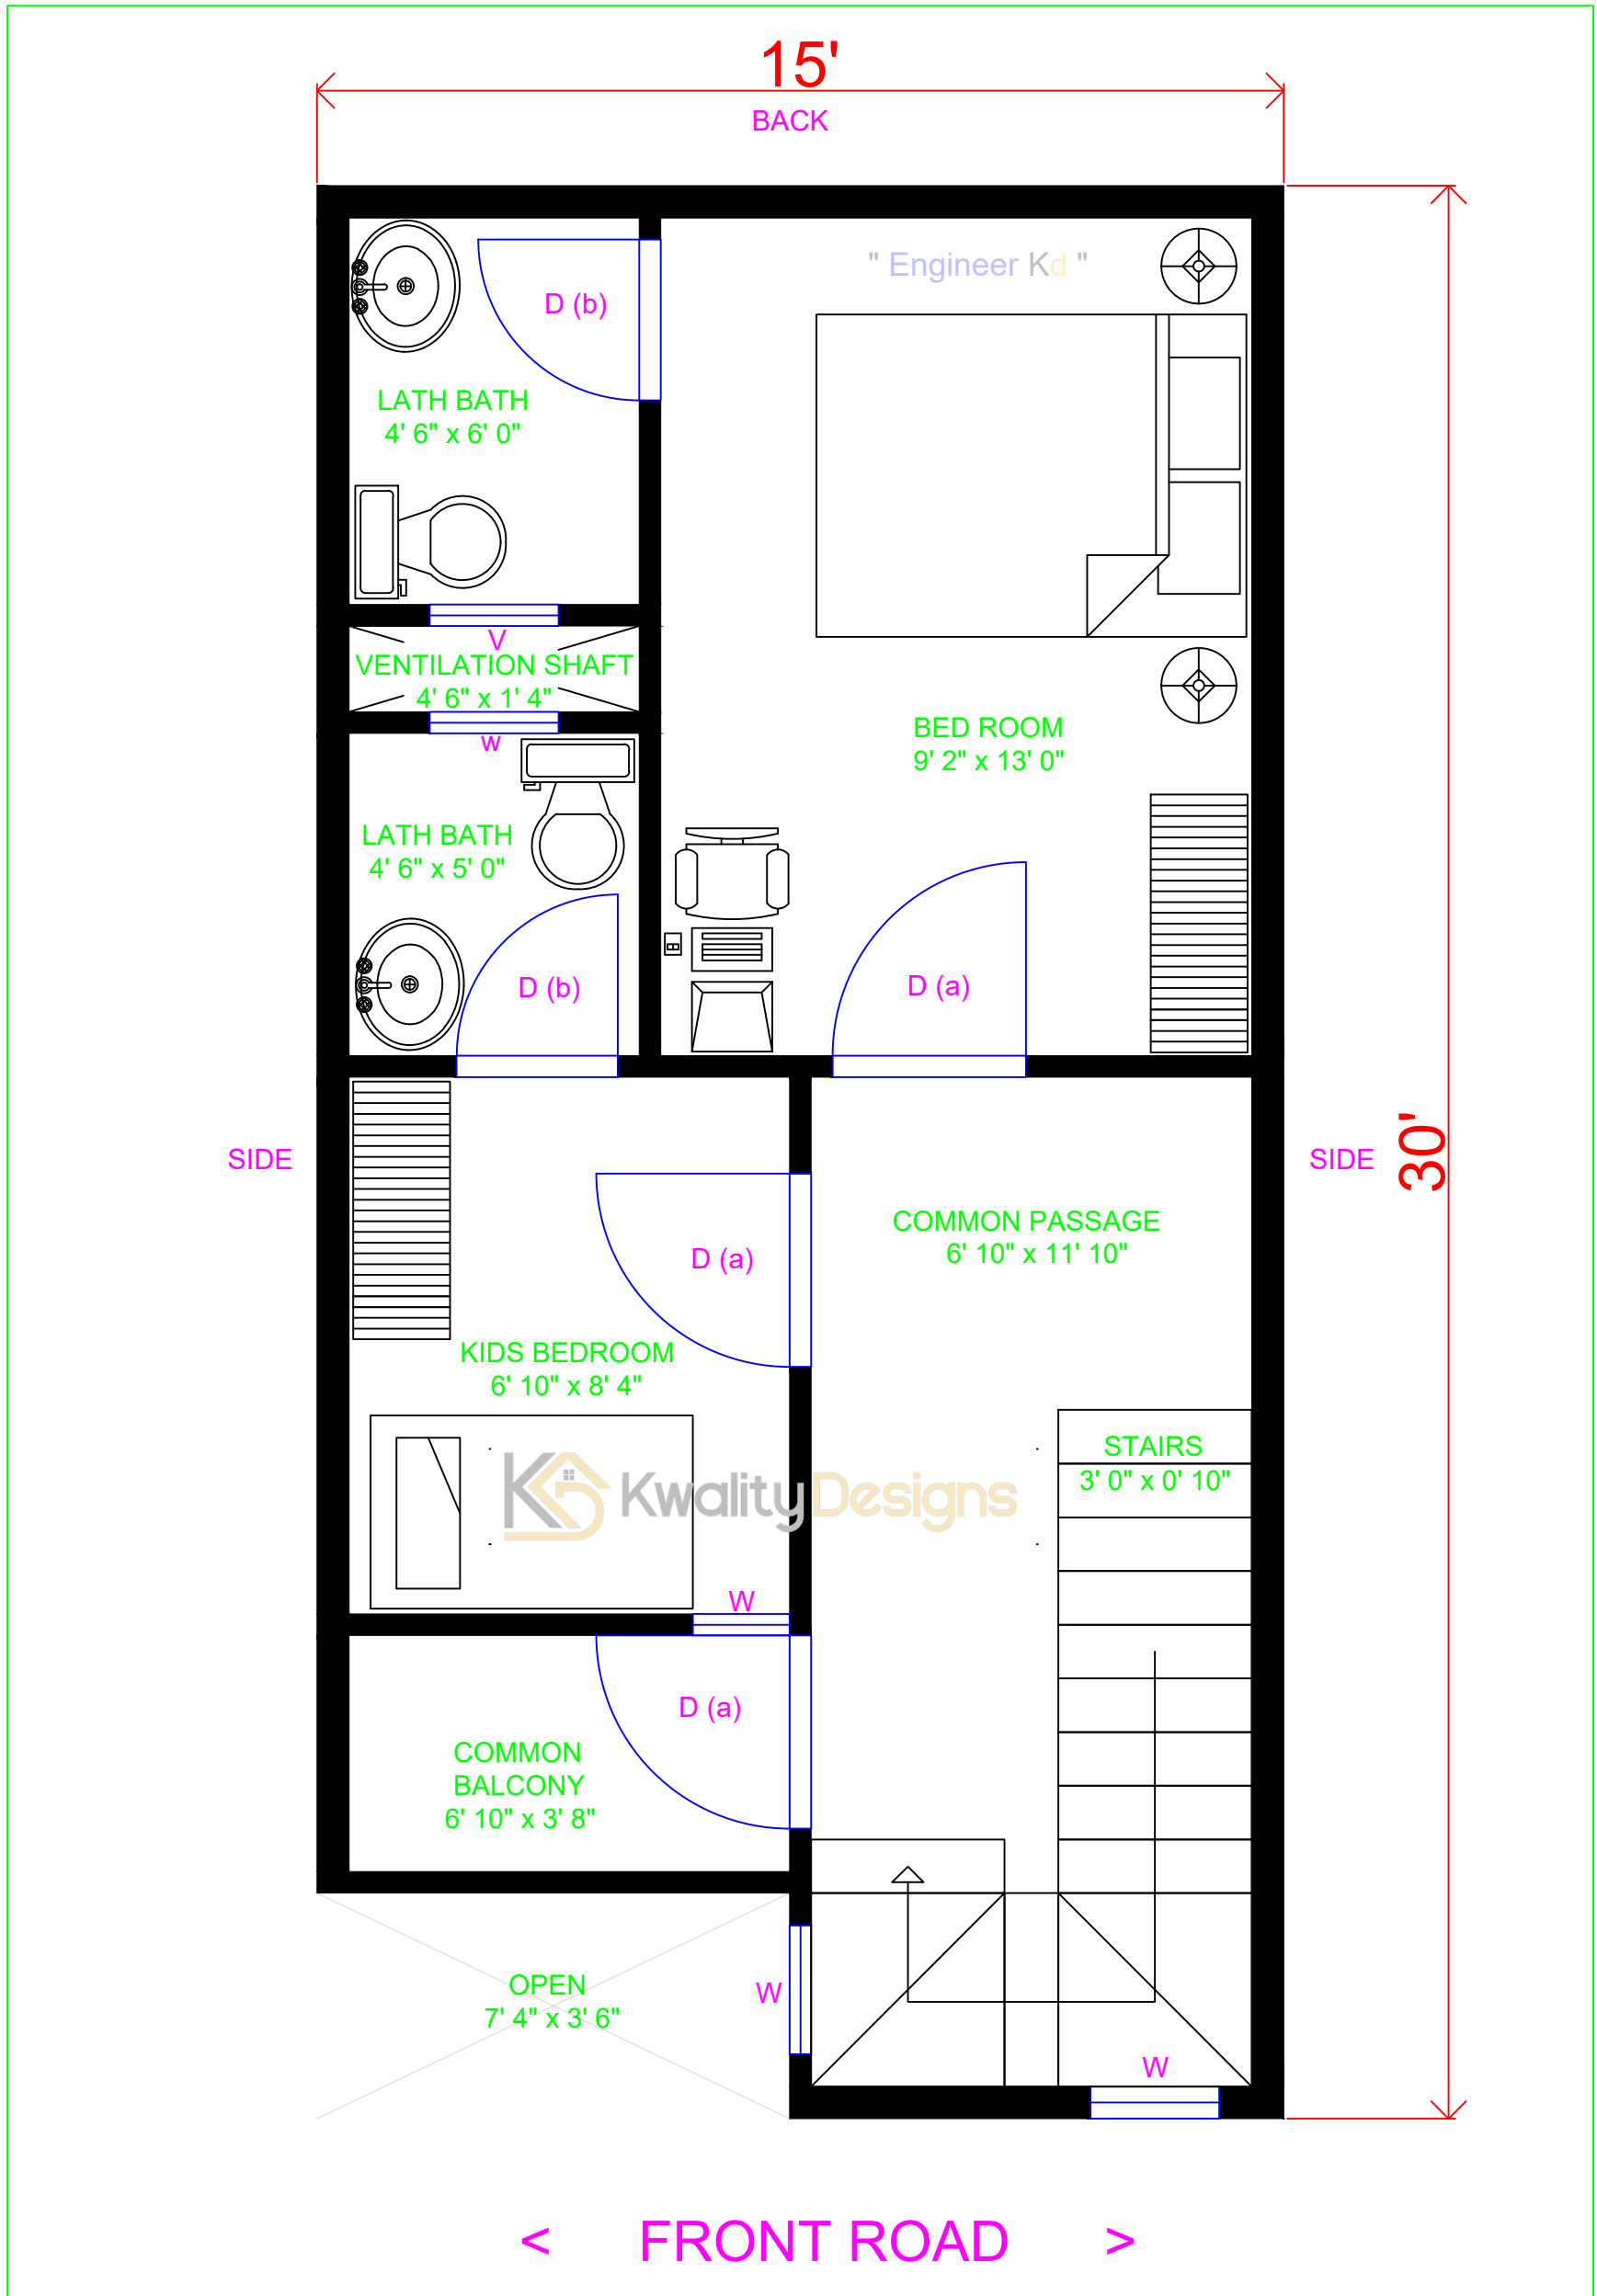 15'
BACK
" Engineer Kd "
D (b)
LATH BATH
4' 6" x 6' 0"
V
VENTILATION SHAFT
4' 6" x 1' 4"
w
BED ROOM
9' 2" x 13' 0"
LATH BATH
4' 6" x 5' 0"
D (b)
D (a)
SIDE
SIDE
30'
COMMON PASSAGE
6' 10" x 11' 10"
D (a)
KIDS BEDROOM
6' 10" x 8' 4"
STAIRS
3' 0" x 0' 10"
KwalityDesigns
W
D (a)
COMMON
BALCONY
6' 10" x 3' 8"
OPEN
7' 4" x 3' 6"
W
W
< FRONT ROAD >